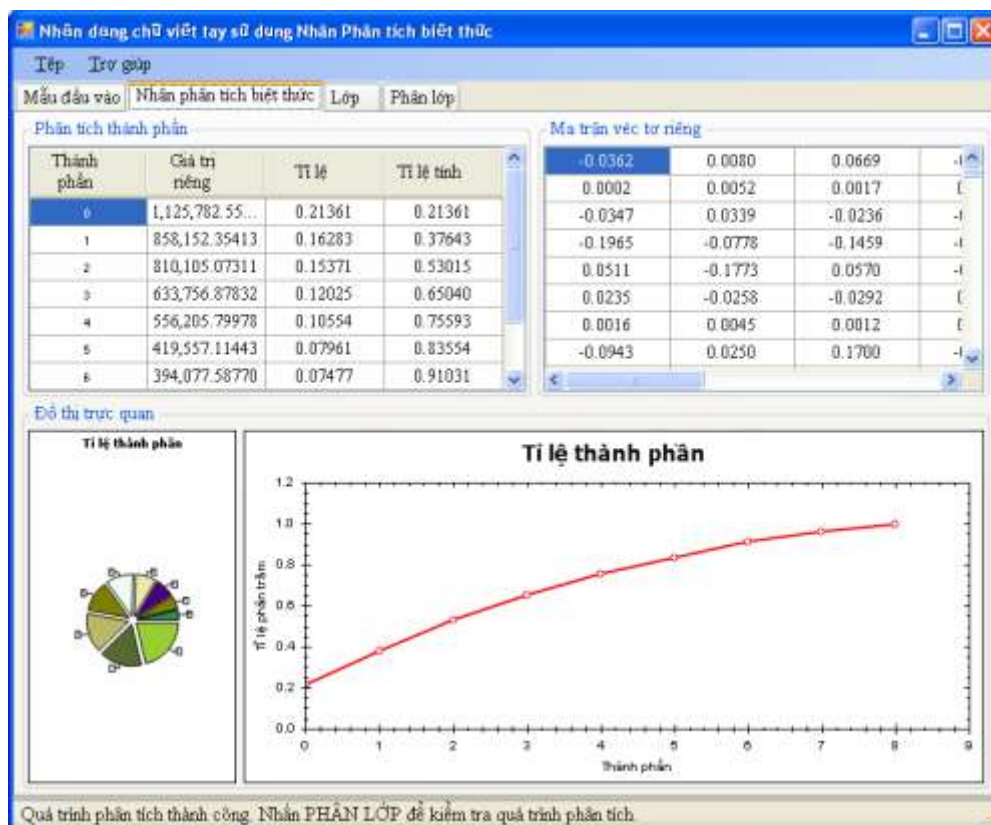 Nhân dạng chữ viết tay sử dụng Nhân Phân tích biệt thức
Tệp Trợ giúp
Mẫu đầu vào Nhân phân tích biệt thức Lớp Phân lớp
Phân tích thành phần
Thành phần Giá trị riêng Tỉ lệ Tỉ lệ tính
0 1,125,782.55... 0.21361 0.21361
1 858,152.35413 0.16283 0.37643
2 810,105.07311 0.15371 0.53015
3 633,756.87832 0.12025 0.65040
4 556,205.79978 0.10554 0.75593
5 419,557.11443 0.07961 0.83554
6 394,077.58770 0.07477 0.91031
Ma trận véc tơ riêng
-0.0362 0.0080 0.0669
0.0002 0.0052 0.0017
-0.0347 0.0339 -0.0236
-0.1965 -0.0778 -0.1459
0.0511 -0.1773 0.0570
0.0235 -0.0258 -0.0292
0.0016 0.0045 0.0012
-0.0943 0.0250 0.1700
Đồ thị trực quan
Tỉ lệ thành phần
Tỉ lệ thành phần
1.2
1.0
0.8
0.6
0.4
0.2
0.0
Tỉ lệ phần trăm
0 1 2 3 4 5 6 7 8 9
Thành phần
Quá trình phân tích thành công. Nhấn PHÂN LỚP để kiểm tra quá trình phân tích.